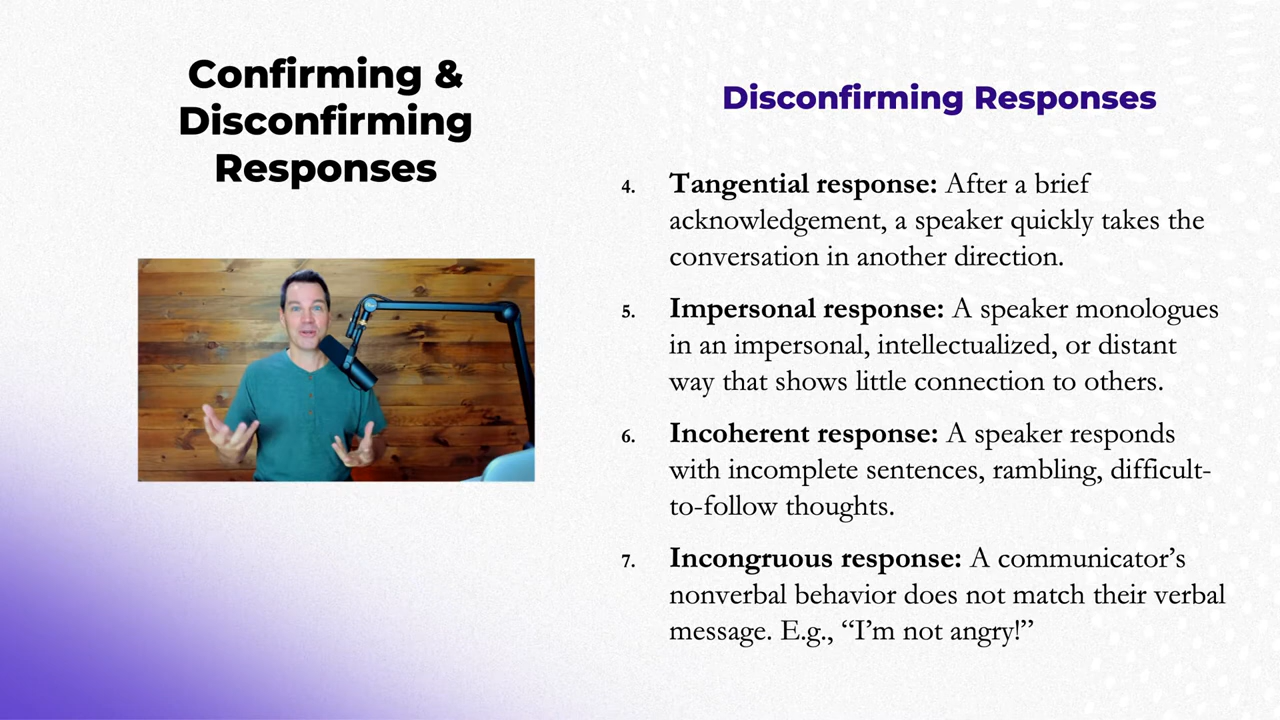 Confirming &
Disconfirming
Responses
Disconfirming Responses
4. Tangential response: After a brief
acknowledgement, a speaker quickly takes the
conversation in another direction.
5. Impersonal response: A speaker monologues
in an impersonal, intellectualized, or distant
way that shows little connection to others.
6. Incoherent response: A speaker responds
with incomplete sentences, rambling, difficult-
to-follow thoughts.
7. Incongruous response: A communicator’s
nonverbal behavior does not match their verbal
message. E.g., “I’m not angry!”